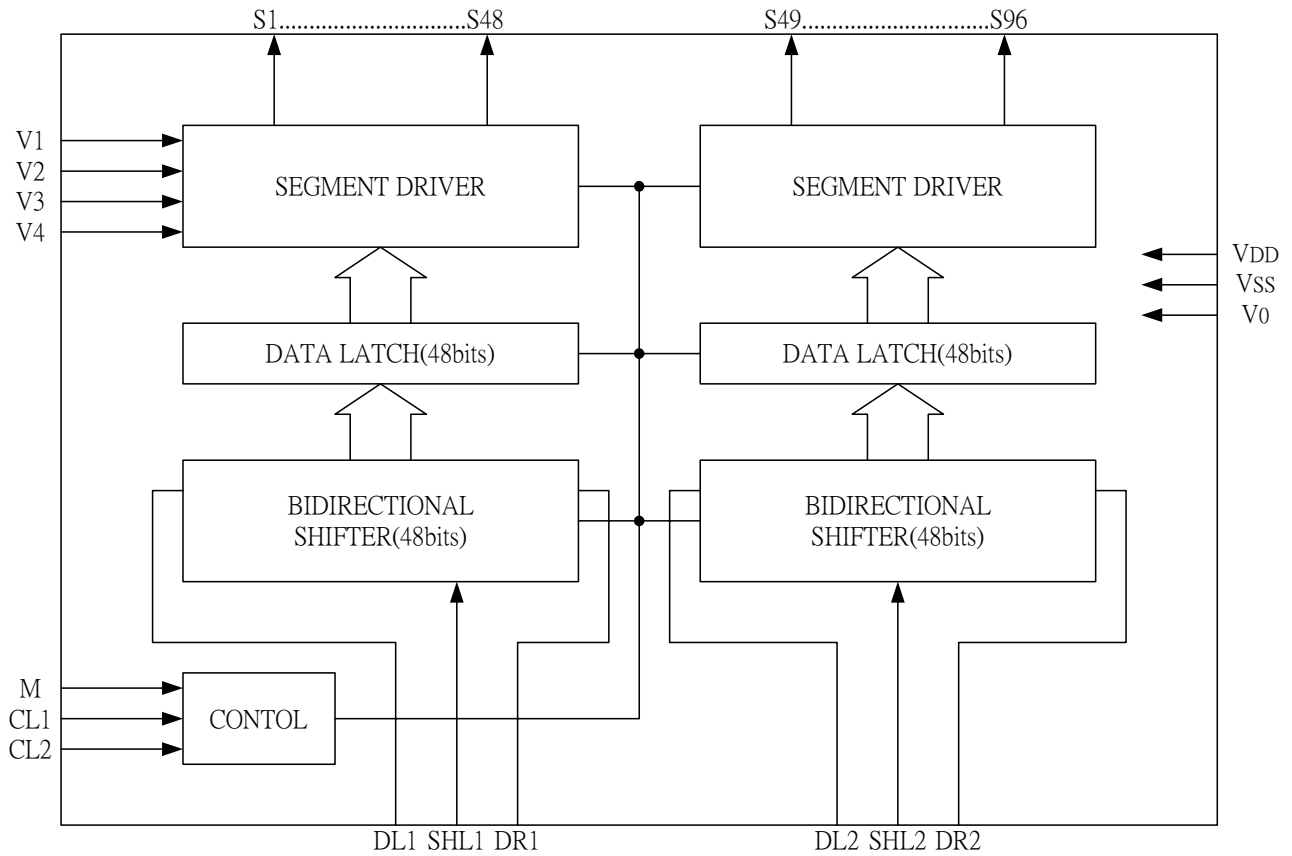 S1..............................S48
S49..............................S96
V1
V2
V3
V4
SEGMENT DRIVER
SEGMENT DRIVER
VDD
VSS
V0
DATA LATCH(48bits)
DATA LATCH(48bits)
BIDIRECTIONAL
SHIFTER(48bits)
BIDIRECTIONAL
SHIFTER(48bits)
M
CL1
CL2
CONTOL
DL1 SHL1 DR1
DL2 SHL2 DR2